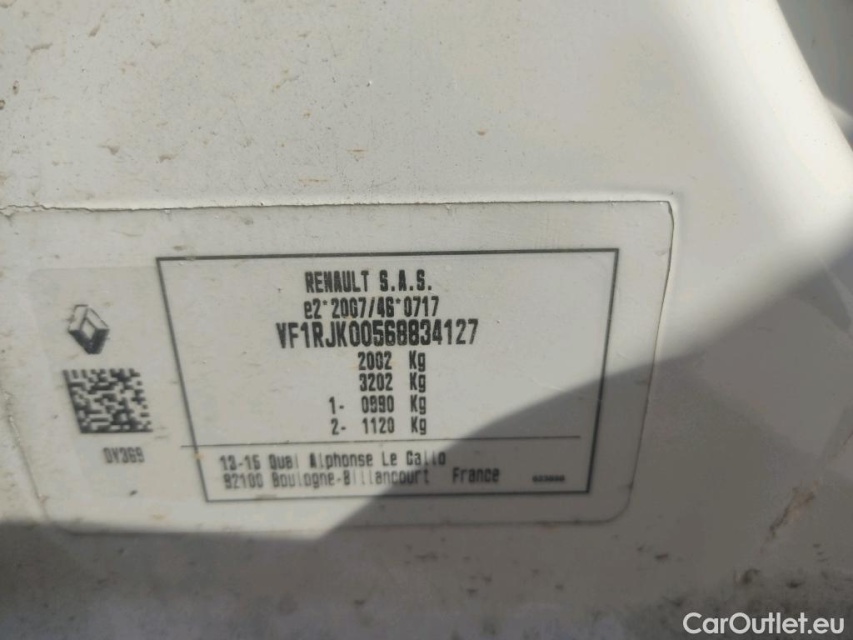 RENAULT S.A.S.
e2*2007/46*0717
VF1RJK00568834127
2002 Kg
3202 Kg
1- 0990 Kg
2- 1120 Kg
DV369
13-15 Quai Alphonse Le Gallo
92100 Boulogne-Billancourt France
CarOutlet.eu